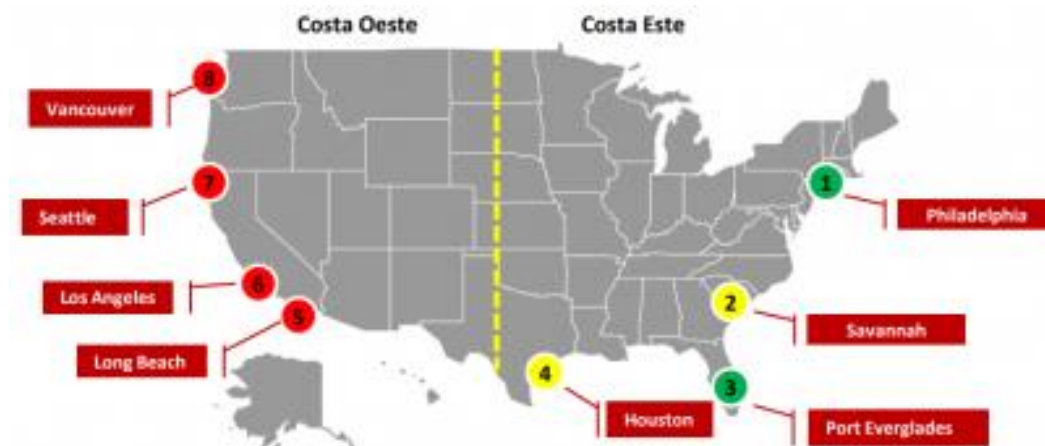 Costa Oeste
Costa Este
8
Vancouver
7
Seattle
1
Philadelphia
6
Los Angeles
5
Long Beach
2
Savannah
4
Houston
3
Port Everglades